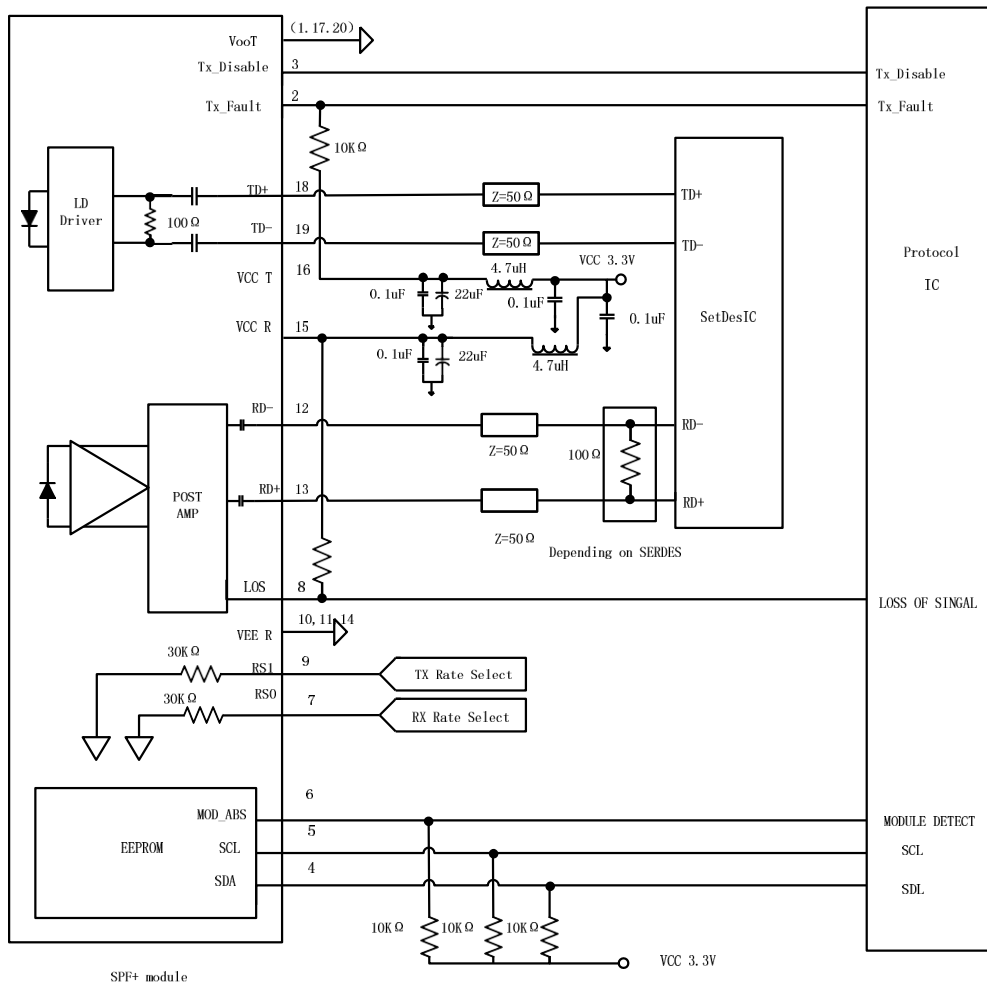 VooT
(1.17.20)
Tx_Disable
3
Tx_Disable
Tx_Fault
2
Tx_Fault
10KΩ
LD
Driver
100Ω
TD+
18
Z=50Ω
TD+
TD-
19
Z=50Ω
TD-
VCC T
16
4.7uH
VCC 3.3V
0.1uF
22uF
0.1uF
0.1uF
Protocol
IC
SetDesIC
VCC R
15
0.1uF
22uF
4.7uH
RD-
12
Z=50Ω
RD-
100Ω
POST
AMP
RD+
13
Z=50Ω
RD+
Depending on SERDES
LOS
8
LOSS OF SINGAL
VEE R
10,11,14
30KΩ
RS1
9
TX Rate Select
30KΩ
RS0
7
RX Rate Select
EEPROM
MOD_ABS
6
MODULE DETECT
SCL
5
SCL
SDA
4
SDL
10KΩ
10KΩ
10KΩ
VCC 3.3V
SPF+ module